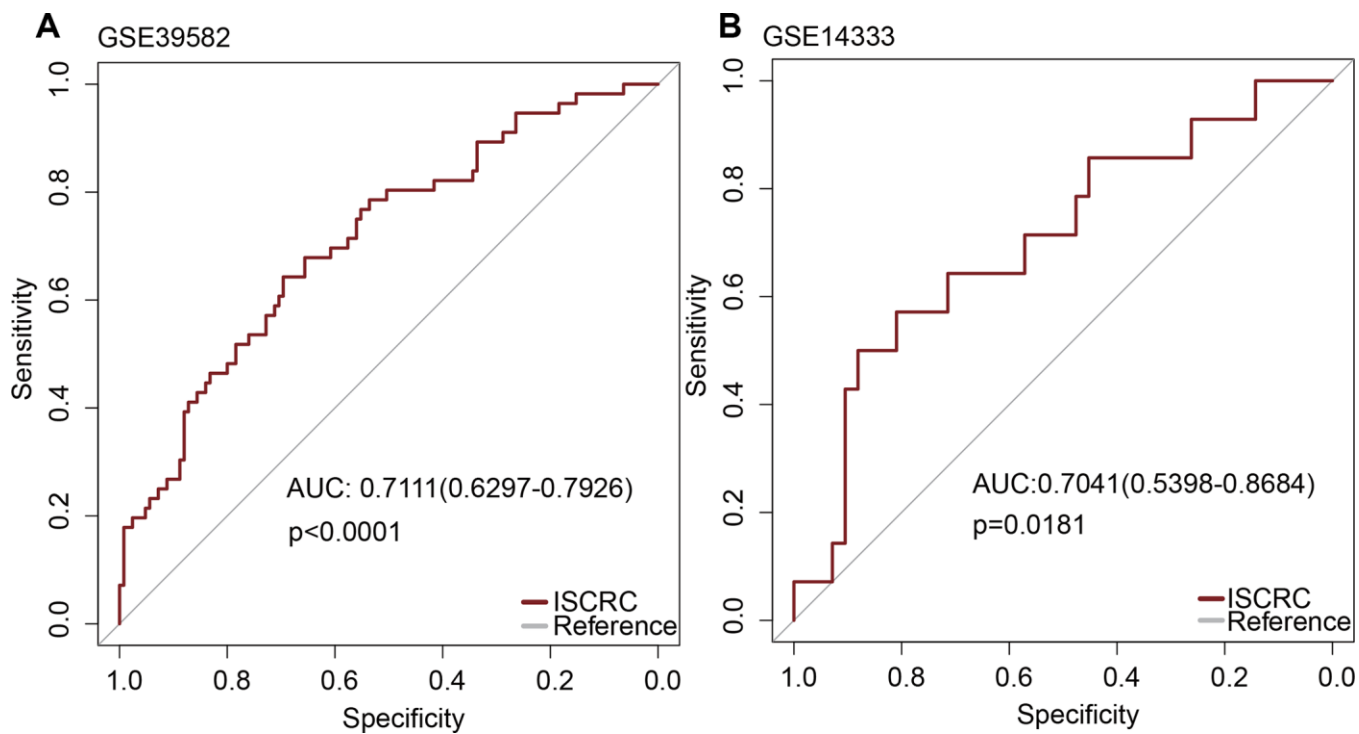 A
GSE39582
Sensitivity
1.0
0.8
0.6
0.4
0.2
0.0
AUC: 0.7111(0.6297-0.7926)
p<0.0001
ISCRC
Reference
1.0 0.8 0.6 0.4 0.2 0.0
Specificity
B
GSE14333
Sensitivity
1.0
0.8
0.6
0.4
0.2
0.0
AUC:0.7041(0.5398-0.8684)
p=0.0181
ISCRC
Reference
1.0 0.8 0.6 0.4 0.2 0.0
Specificity